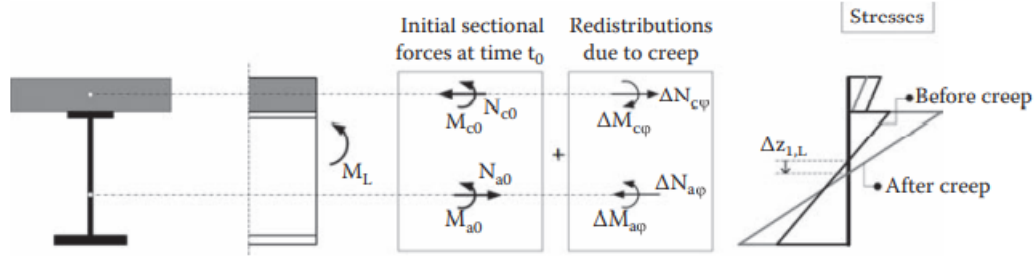 Stresses
Initial sectional
forces at time t₀
Redistributions
due to creep
N_c0
M_c0
ΔN_cφ
ΔM_cφ
Before creep
Δz_1,L
M_L
+
N_a0
M_a0
ΔN_aφ
ΔM_aφ
After creep